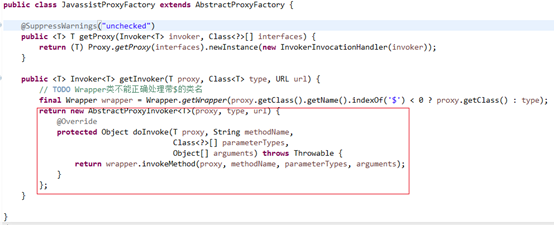 public class JavassistProxyFactory extends AbstractProxyFactory {
@SuppressWarnings("unchecked")
public <T> T getProxy(Invoker<T> invoker, Class<?>[] interfaces) {
return (T) Proxy.getProxy(interfaces).newInstance(new InvokerInvocationHandler(invoker));
}
public <T> Invoker<T> getInvoker(T proxy, Class<T> type, URL url) {
// TODO Wrapper类不能正确处理带$的类名
final Wrapper wrapper = Wrapper.getWrapper(proxy.getClass().getName().indexOf('$') < 0 ? proxy.getClass() : type);
return new AbstractProxyInvoker<T>(proxy, type, url) {
@Override
protected Object doInvoke(T proxy, String methodName,
Class<?>[] parameterTypes,
Object[] arguments) throws Throwable {
return wrapper.invokeMethod(proxy, methodName, parameterTypes, arguments);
}
};
}
}